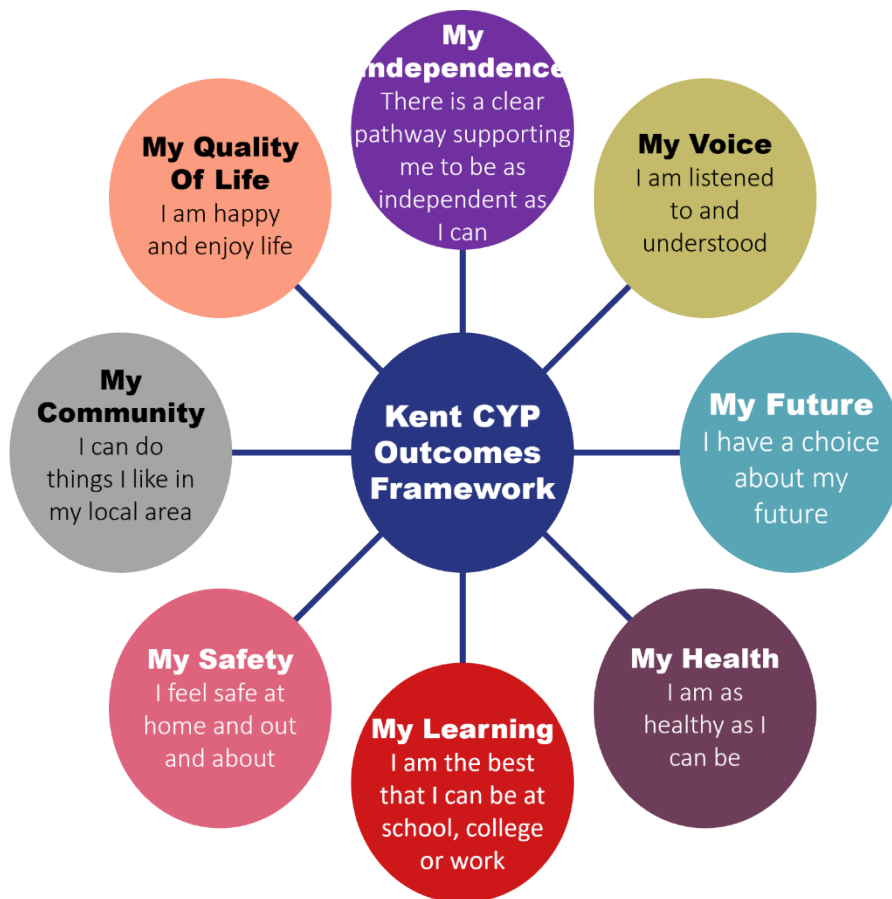 My
Independence
There is a clear
pathway supporting
me to be as
independent as
I can
My Voice
I am listened
to and
understood
My Future
I have a choice
about my
future
My Health
I am as
healthy as I
can be
My Learning
I am the best
that I can be at
school, college
or work
My Safety
I feel safe at
home and out
and about
My
Community
I can do
things I like in
my local area
My Quality
Of Life
I am happy
and enjoy life
Kent CYP
Outcomes
Framework